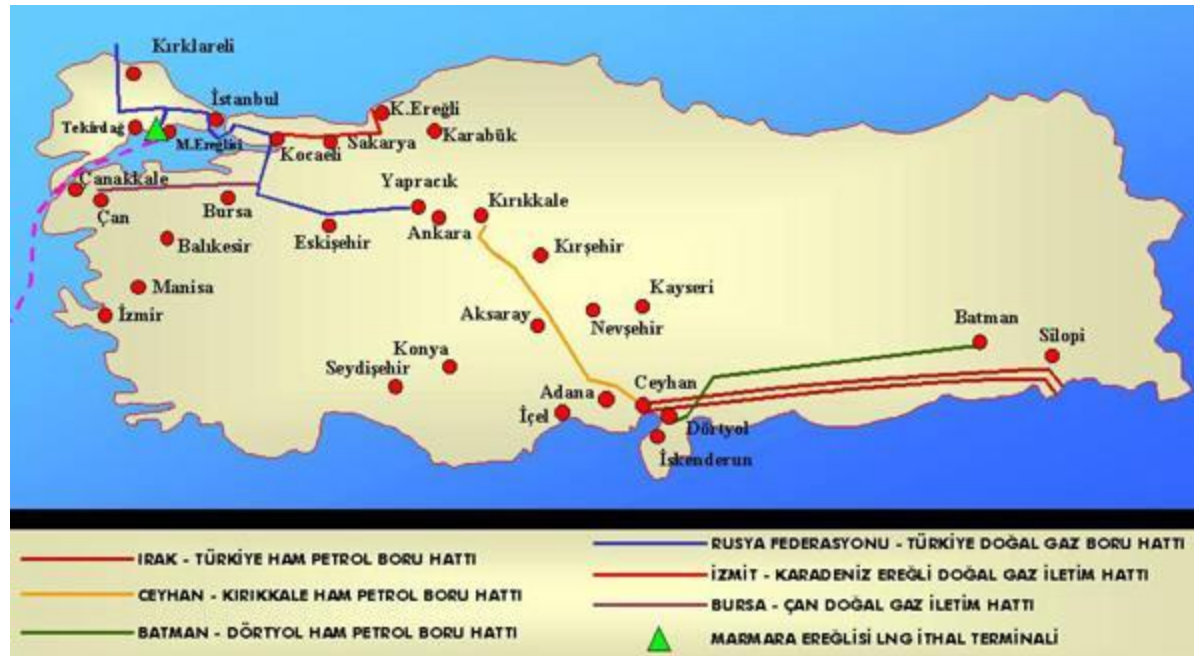 Kırklareli
İstanbul
K.Ereğli
Tekirdağ
M.Ereğlisi
Kocaeli
Sakarya
Karabük
Çanakkale
Yapracık
Kırıkkale
Çan
Bursa
Eskişehir
Ankara
Balıkesir
Kırşehir
Manisa
Kayseri
İzmir
Aksaray
Nevşehir
Batman
Silopi
Konya
Seydişehir
Adana
Ceyhan
İçel
Dörtyol
İskenderun
IRAK - TÜRKİYE HAM PETROL BORU HATTI
CEYHAN - KIRIKKALE HAM PETROL BORU HATTI
BATMAN - DÖRTYOL HAM PETROL BORU HATTI
RUSYA FEDERASYONU - TÜRKİYE DOĞAL GAZ BORU HATTI
İZMİT - KARADENİZ EREĞLİ DOĞAL GAZ İLETİM HATTI
BURSA - ÇAN DOĞAL GAZ İLETİM HATTI
MARMARA EREĞLİSİ LNG İTHAL TERMİNALİ